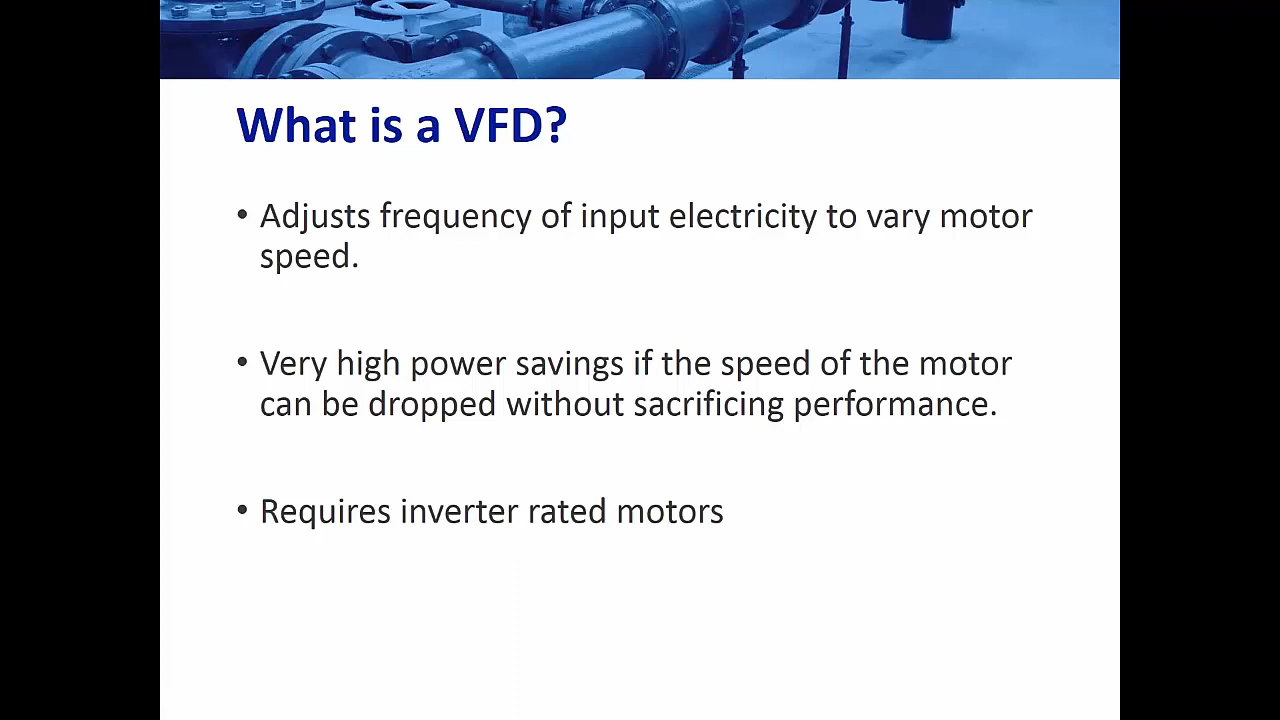 What is a VFD?
• Adjusts frequency of input electricity to vary motor
speed.
• Very high power savings if the speed of the motor
can be dropped without sacrificing performance.
• Requires inverter rated motors